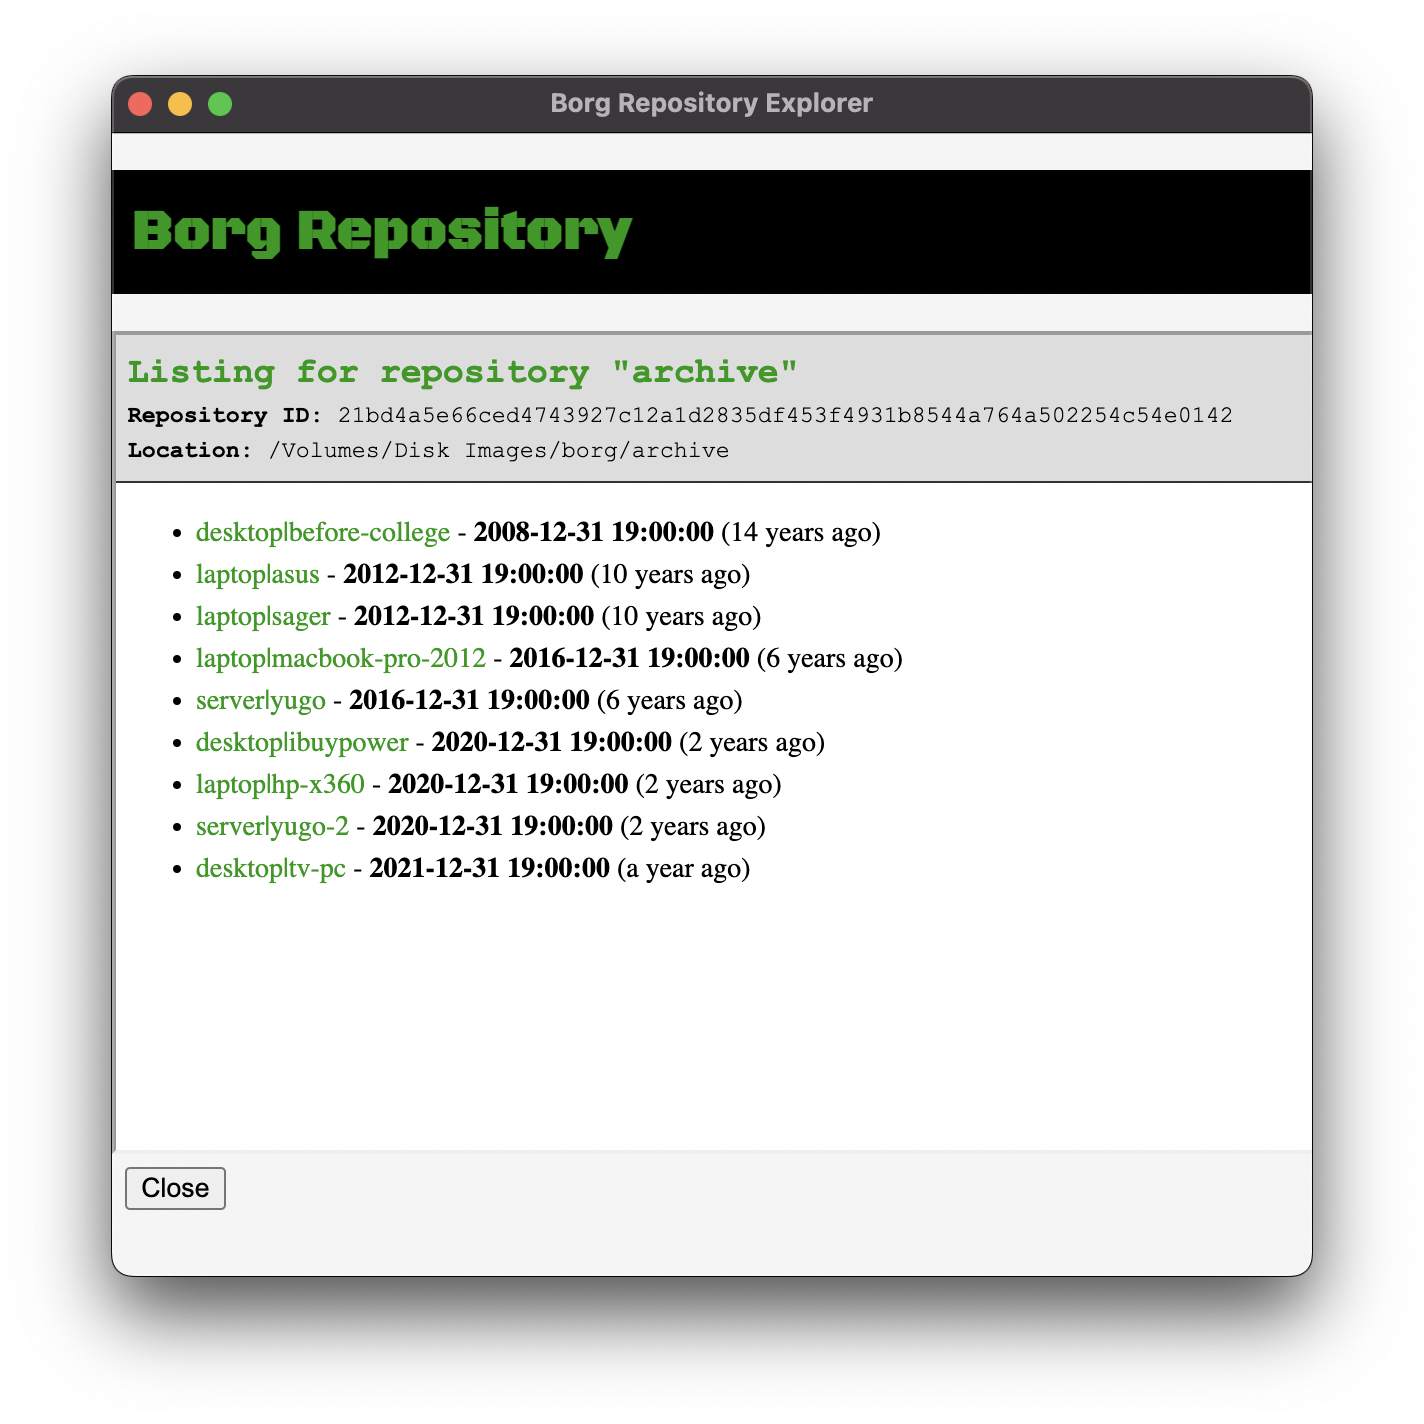 Borg Repository Explorer
Borg Repository
Listing for repository "archive"
Repository ID: 21bd4a5e66ced4743927c12a1d2835df453f4931b8544a764a502254c54e0142
Location: /Volumes/Disk Images/borg/archive
• desktop|before-college - 2008-12-31 19:00:00 (14 years ago)
• laptop|asus - 2012-12-31 19:00:00 (10 years ago)
• laptop|sager - 2012-12-31 19:00:00 (10 years ago)
• laptop|macbook-pro-2012 - 2016-12-31 19:00:00 (6 years ago)
• server|yugo - 2016-12-31 19:00:00 (6 years ago)
• desktop|ibuypower - 2020-12-31 19:00:00 (2 years ago)
• laptop|hp-x360 - 2020-12-31 19:00:00 (2 years ago)
• server|yugo-2 - 2020-12-31 19:00:00 (2 years ago)
• desktop|tv-pc - 2021-12-31 19:00:00 (a year ago)
Close